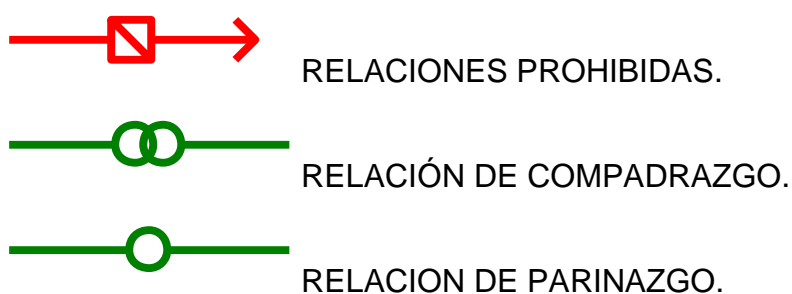 RELACIONES PROHIBIDAS.
RELACIÓN DE COMPADRAZGO.
RELACION DE PARINAZGO.